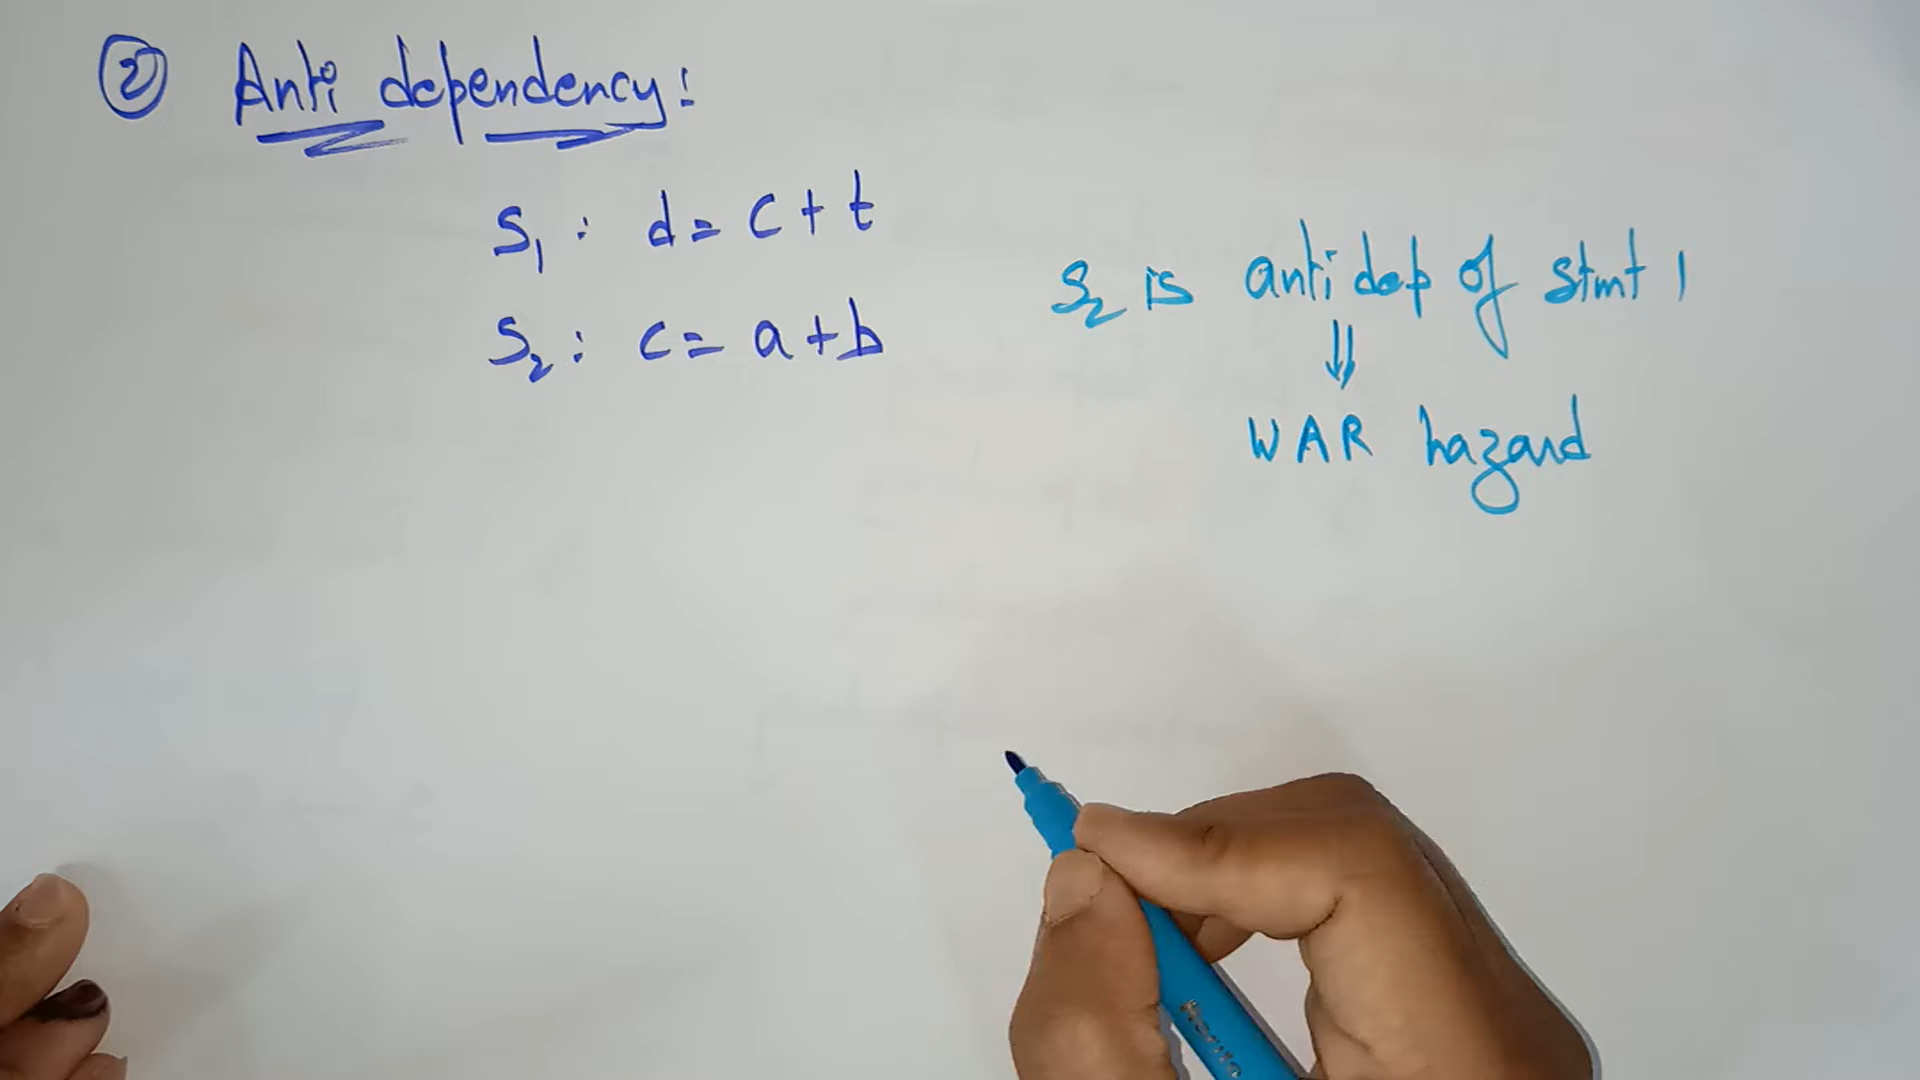 ② Anti dependency:
S1 : d = c + t
S2 : c = a + b
S2 is anti dep of stmt 1
⇓
WAR hazard